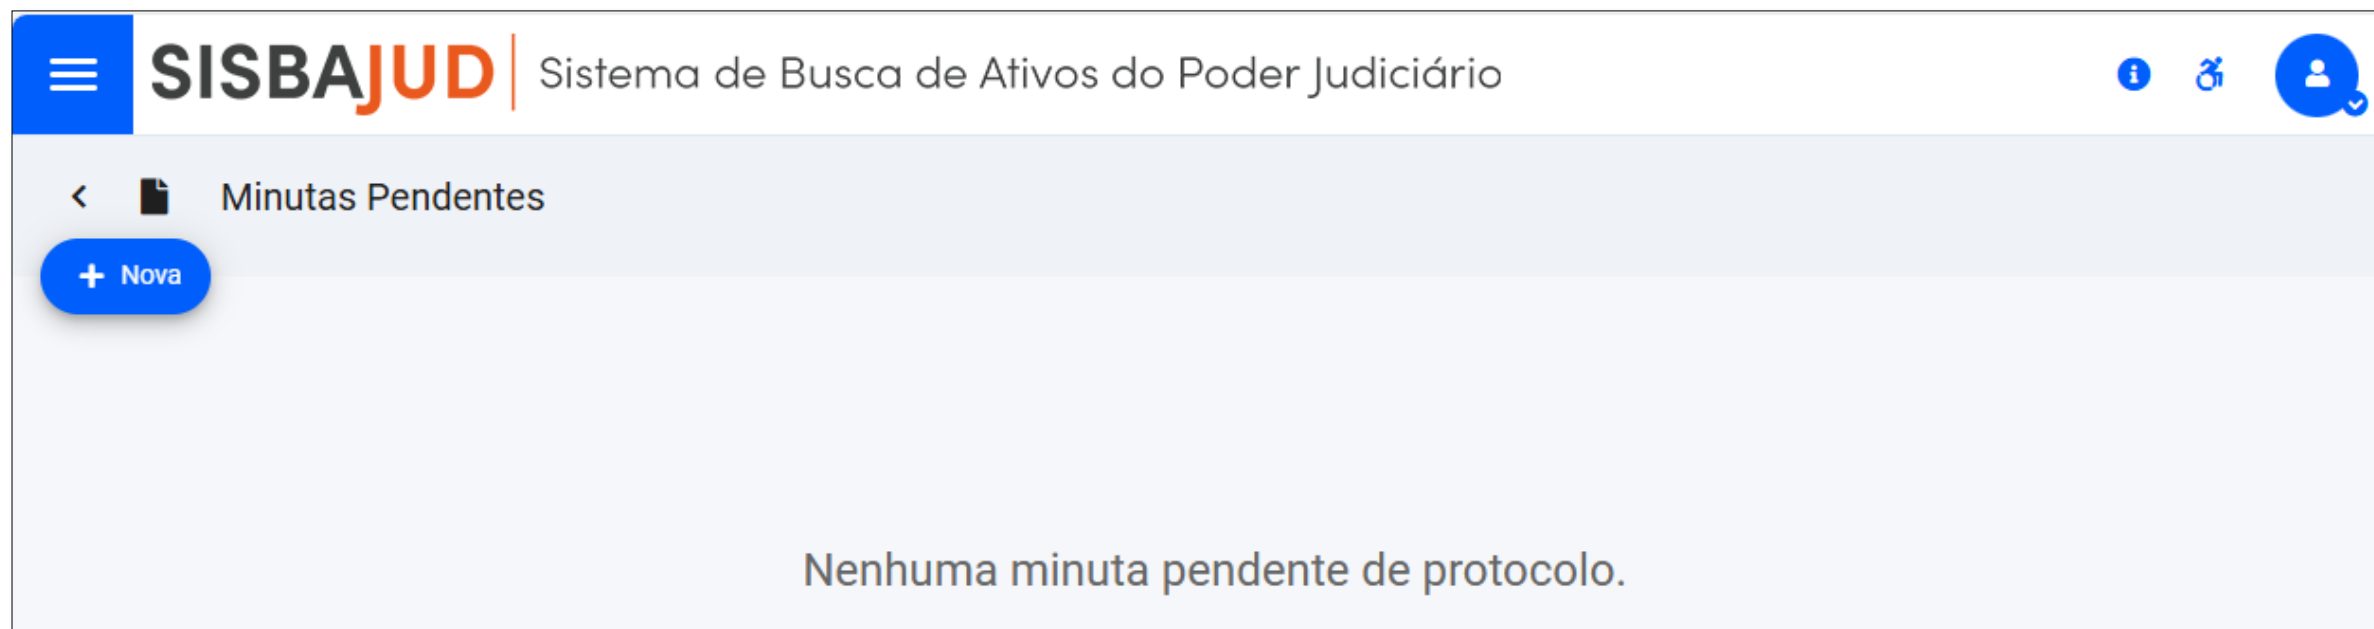 SISBAJUD Sistema de Busca de Ativos do Poder Judiciário
Minutas Pendentes
Nova
Nenhuma minuta pendente de protocolo.